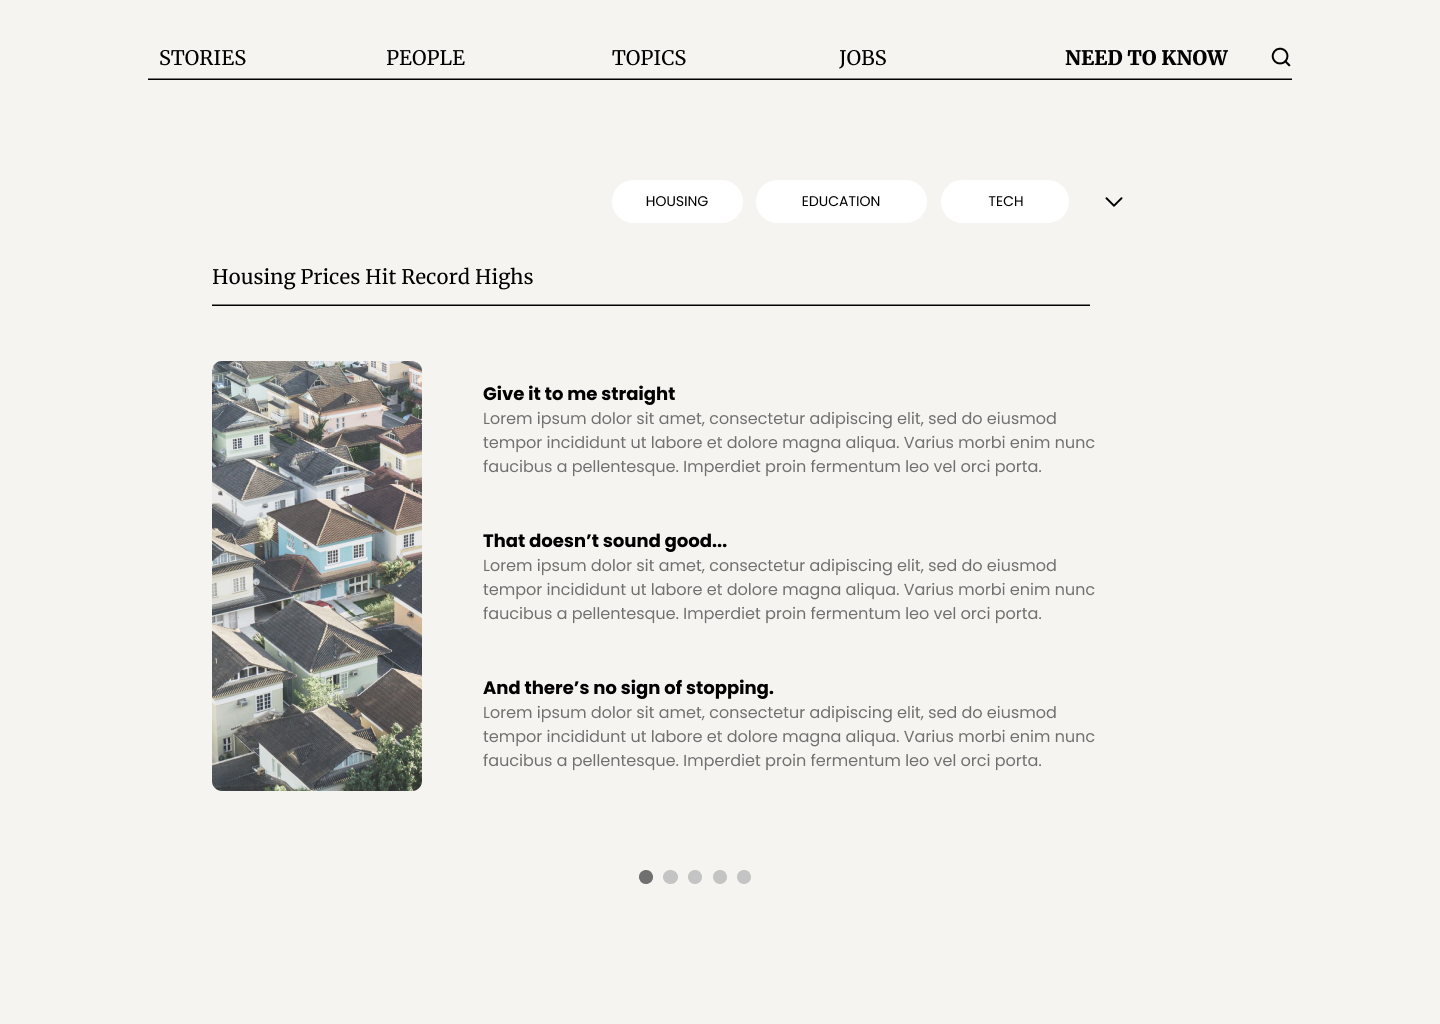 STORIES PEOPLE TOPICS JOBS NEED TO KNOW
HOUSING EDUCATION TECH
Housing Prices Hit Record Highs
Give it to me straight
Lorem ipsum dolor sit amet, consectetur adipiscing elit, sed do eiusmod
tempor incididunt ut labore et dolore magna aliqua. Varius morbi enim nunc
faucibus a pellentesque. Imperdiet proin fermentum leo vel orci porta.
That doesn’t sound good...
Lorem ipsum dolor sit amet, consectetur adipiscing elit, sed do eiusmod
tempor incididunt ut labore et dolore magna aliqua. Varius morbi enim nunc
faucibus a pellentesque. Imperdiet proin fermentum leo vel orci porta.
And there’s no sign of stopping.
Lorem ipsum dolor sit amet, consectetur adipiscing elit, sed do eiusmod
tempor incididunt ut labore et dolore magna aliqua. Varius morbi enim nunc
faucibus a pellentesque. Imperdiet proin fermentum leo vel orci porta.